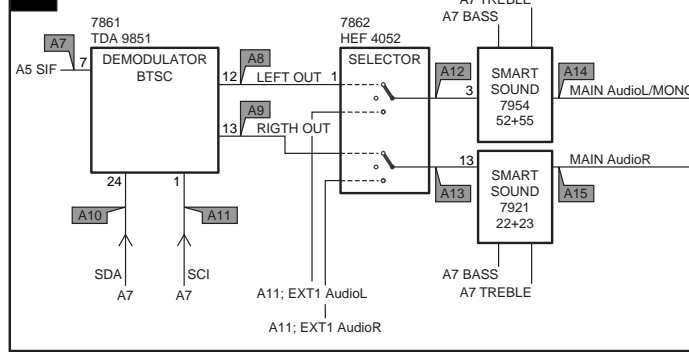 A7 TREBLE
A7 BASS
7861
TDA 9851
7862
HEF 4052
A7
A5 SIF
7
DEMODULATOR
BTSC
A8
12
LEFT OUT
1
SELECTOR
A12
3
SMART
SOUND
7954
52+55
A14
MAIN AudioL/MONO
A9
13
RIGTH OUT
13
A13
SMART
SOUND
7921
22+23
MAIN AudioR
A15
24
1
A10
A11
SDA
SCI
A7
A7
A11; EXT1 AudioL
A11; EXT1 AudioR
A7 BASS
A7 TREBLE